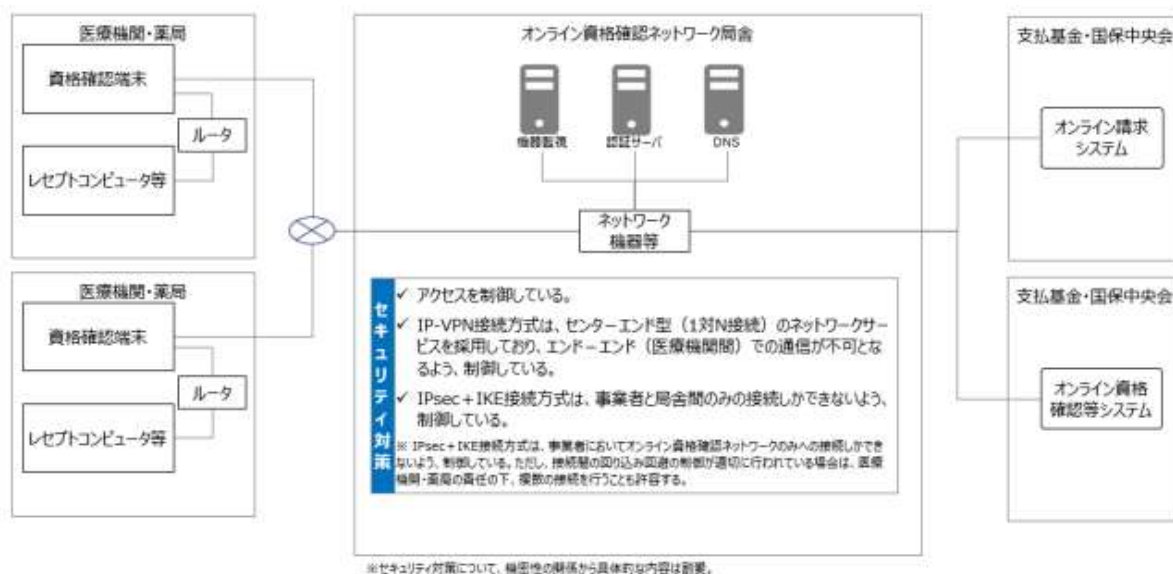 医療機関・薬局
資格確認端末
ルータ
レセプトコンピュータ等
医療機関・薬局
資格確認端末
ルータ
レセプトコンピュータ等
オンライン資格確認ネットワーク局舎
機器監視
認証サーバ
DNS
ネットワーク
機器等
セキュリティ対策
✓ アクセスを制御している。
✓ IP-VPN接続方式は、センターエンド型（1対N接続）のネットワークサー
ビスを採用しており、エンドーエンド（医療機関間）での通信が不可とな
るよう、制御している。
✓ IPsec＋IKE接続方式は、事業者と局舎間のみの接続しかできないよう、
制御している。
※ IPsec＋IKE接続方式は、事業者においてオンライン資格確認ネットワークのみへの接続しかでき
ないよう、制御している。ただし、接続間の回り込み回避の制御が適切に行われている場合は、医療
機関・薬局の責任の下、複数の接続を行うことも許容する。
※セキュリティ対策について、機密性の関係から具体的な内容は割愛。
支払基金・国保中央会
オンライン請求
システム
支払基金・国保中央会
オンライン資格
確認等システム